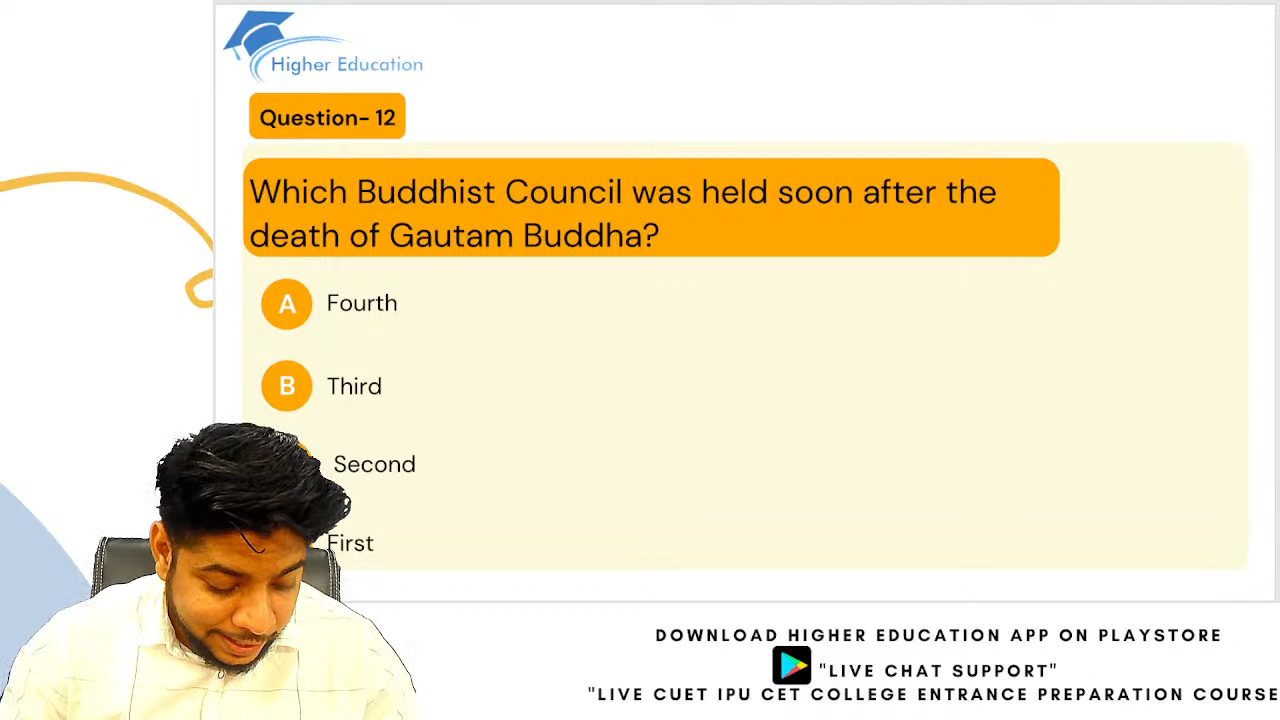 Higher Education
Question- 12
Which Buddhist Council was held soon after the
death of Gautam Buddha?
A Fourth
B Third
Second
First
DOWNLOAD HIGHER EDUCATION APP ON PLAYSTORE
"LIVE CHAT SUPPORT"
"LIVE CUET IPU CET COLLEGE ENTRANCE PREPARATION COURSE